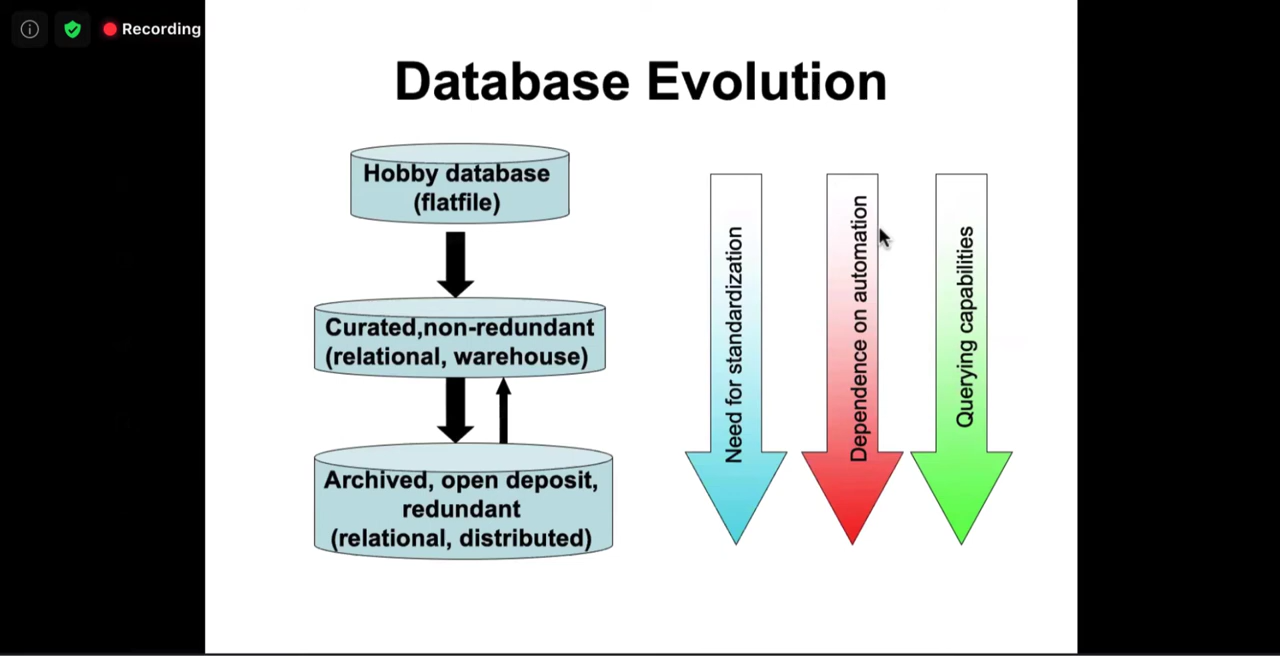 Recording
Database Evolution
Hobby database
(flatfile)
Curated,non-redundant
(relational, warehouse)
Archived, open deposit,
redundant
(relational, distributed)
Need for standardization
Dependence on automation
Querying capabilities